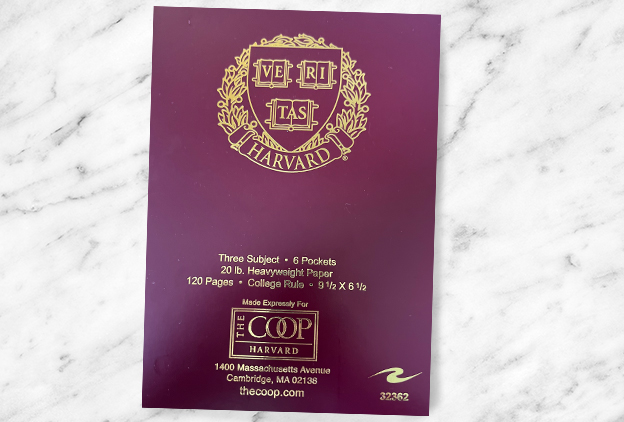 VE RI
TAS
HARVARD®
Three Subject • 6 Pockets
20 lb. Heavyweight Paper
120 Pages • College Rule • 9 1/2 X 6 1/2
Made Expressly For
THE COOP
HARVARD
1400 Massachusetts Avenue
Cambridge, MA 02138
thecoop.com
32362